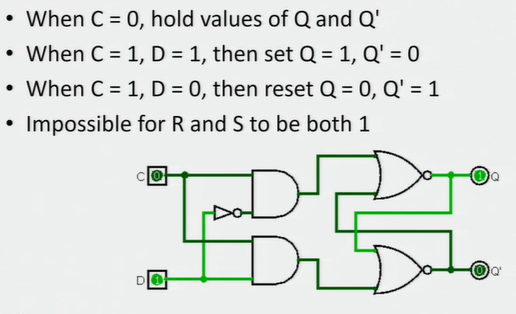 • When C = 0, hold values of Q and Q'
• When C = 1, D = 1, then set Q = 1, Q' = 0
• When C = 1, D = 0, then reset Q = 0, Q' = 1
• Impossible for R and S to be both 1
C 0
1 Q
D 1
0 Q'